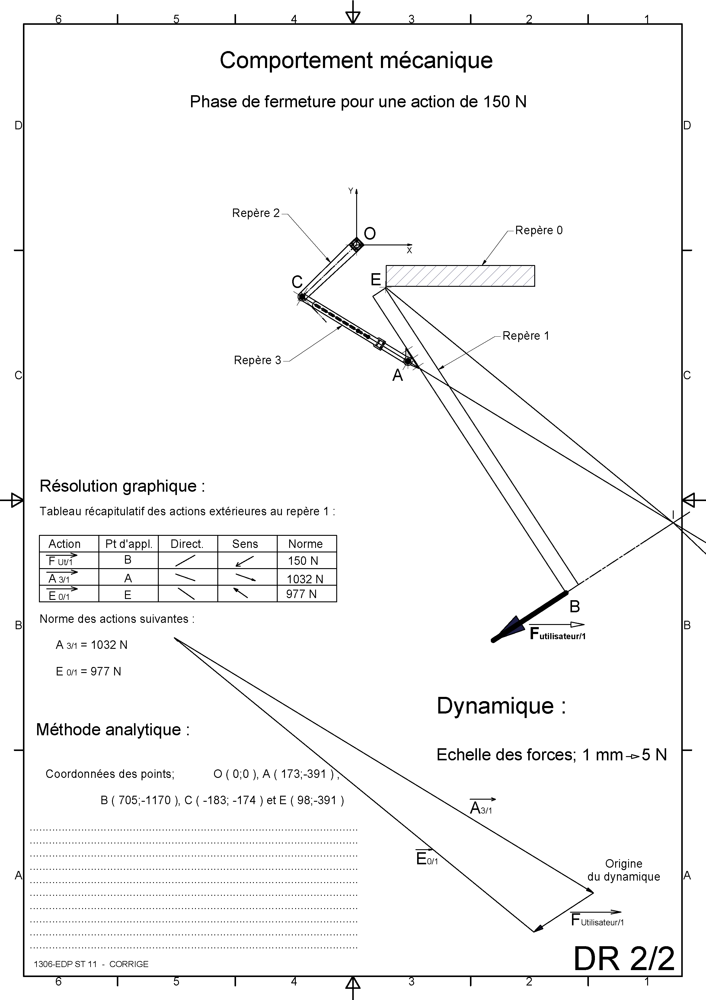 6 5 4 3 2 1
Comportement mécanique
Phase de fermeture pour une action de 150 N
D D
Y
Repère 2
O
Repère 0
X
C
E
Repère 1
Repère 3
A
C C
Résolution graphique :
Tableau récapitulatif des actions extérieures au repère 1 :
I
Action Pt d'appl. Direct. Sens Norme
F Ut/1 B 150 N
A 3/1 A 1032 N
E 0/1 E 977 N
B
F utilisateur/1
Norme des actions suivantes :
B B
A 3/1 = 1032 N
E 0/1 = 977 N
Dynamique :
Méthode analytique :
Echelle des forces; 1 mm 5 N
Coordonnées des points; O ( 0;0 ), A ( 173;-391 ) ,
B ( 705;-1170 ), C ( -183; -174 ) et E ( 98;-391 )
A3/1
E0/1
Origine
du dynamique
A A
F Utilisateur/1
DR 2/2
1306-EDP ST 11 - CORRIGE
6 5 4 3 2 1